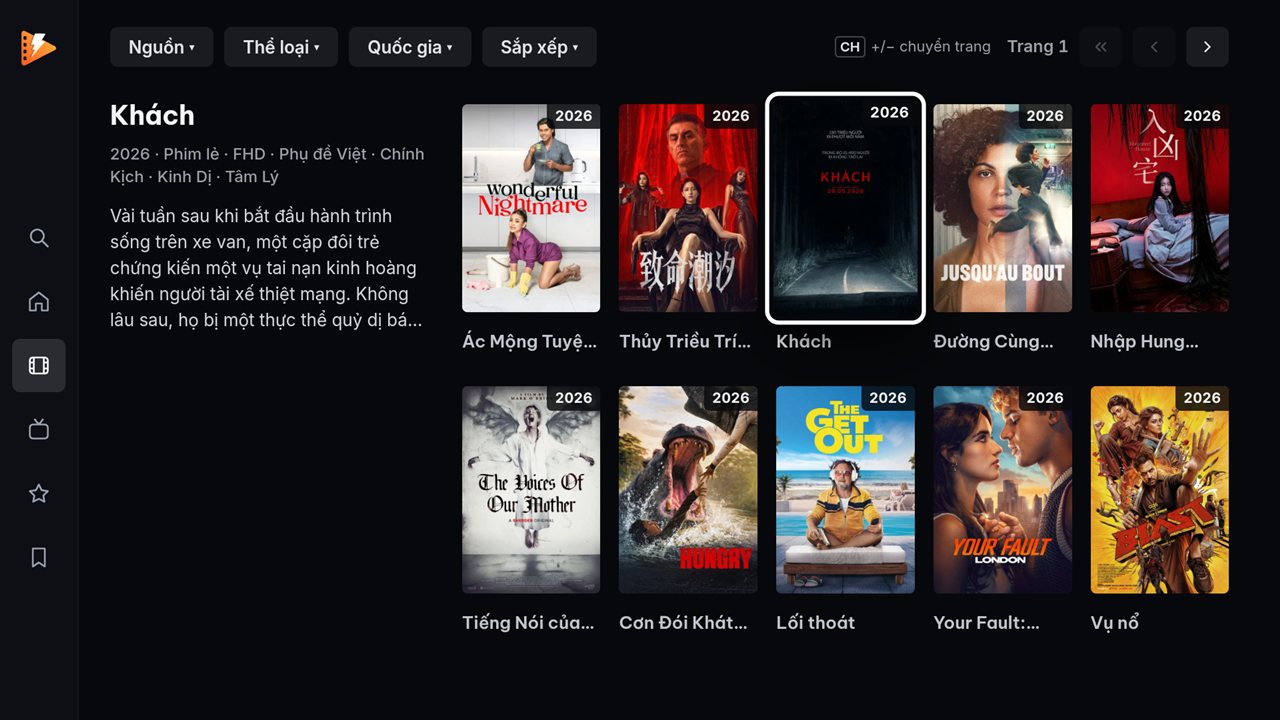 Nguồn ▾
Thể loại ▾
Quốc gia ▾
Sắp xếp ▾
CH +/− chuyển trang
Trang 1
Khách
2026 · Phim lẻ · FHD · Phụ đề Việt · Chính
Kịch · Kinh Dị · Tâm Lý
Vài tuần sau khi bắt đầu hành trình
sống trên xe van, một cặp đôi trẻ
chứng kiến một vụ tai nạn kinh hoàng
khiến người tài xế thiệt mạng. Không
lâu sau, họ bị một thực thể quỷ dị bá...
2026
wonderful
Nightmare
Ác Mộng Tuyệ...
2026
致命潮汐
Thủy Triều Trí...
2026
KHÁCH
Khách
2026
JUSQU'AU BOUT
Đường Cùng...
2026
入凶宅
Nhập Hung...
2026
The Voices Of
Our Mother
Tiếng Nói của...
2026
HUNGRY
Cơn Đói Khát...
2026
THE
GET
OUT
Lối thoát
2026
YOUR FAULT
LONDON
Your Fault:...
2026
BLAST
Vụ nổ